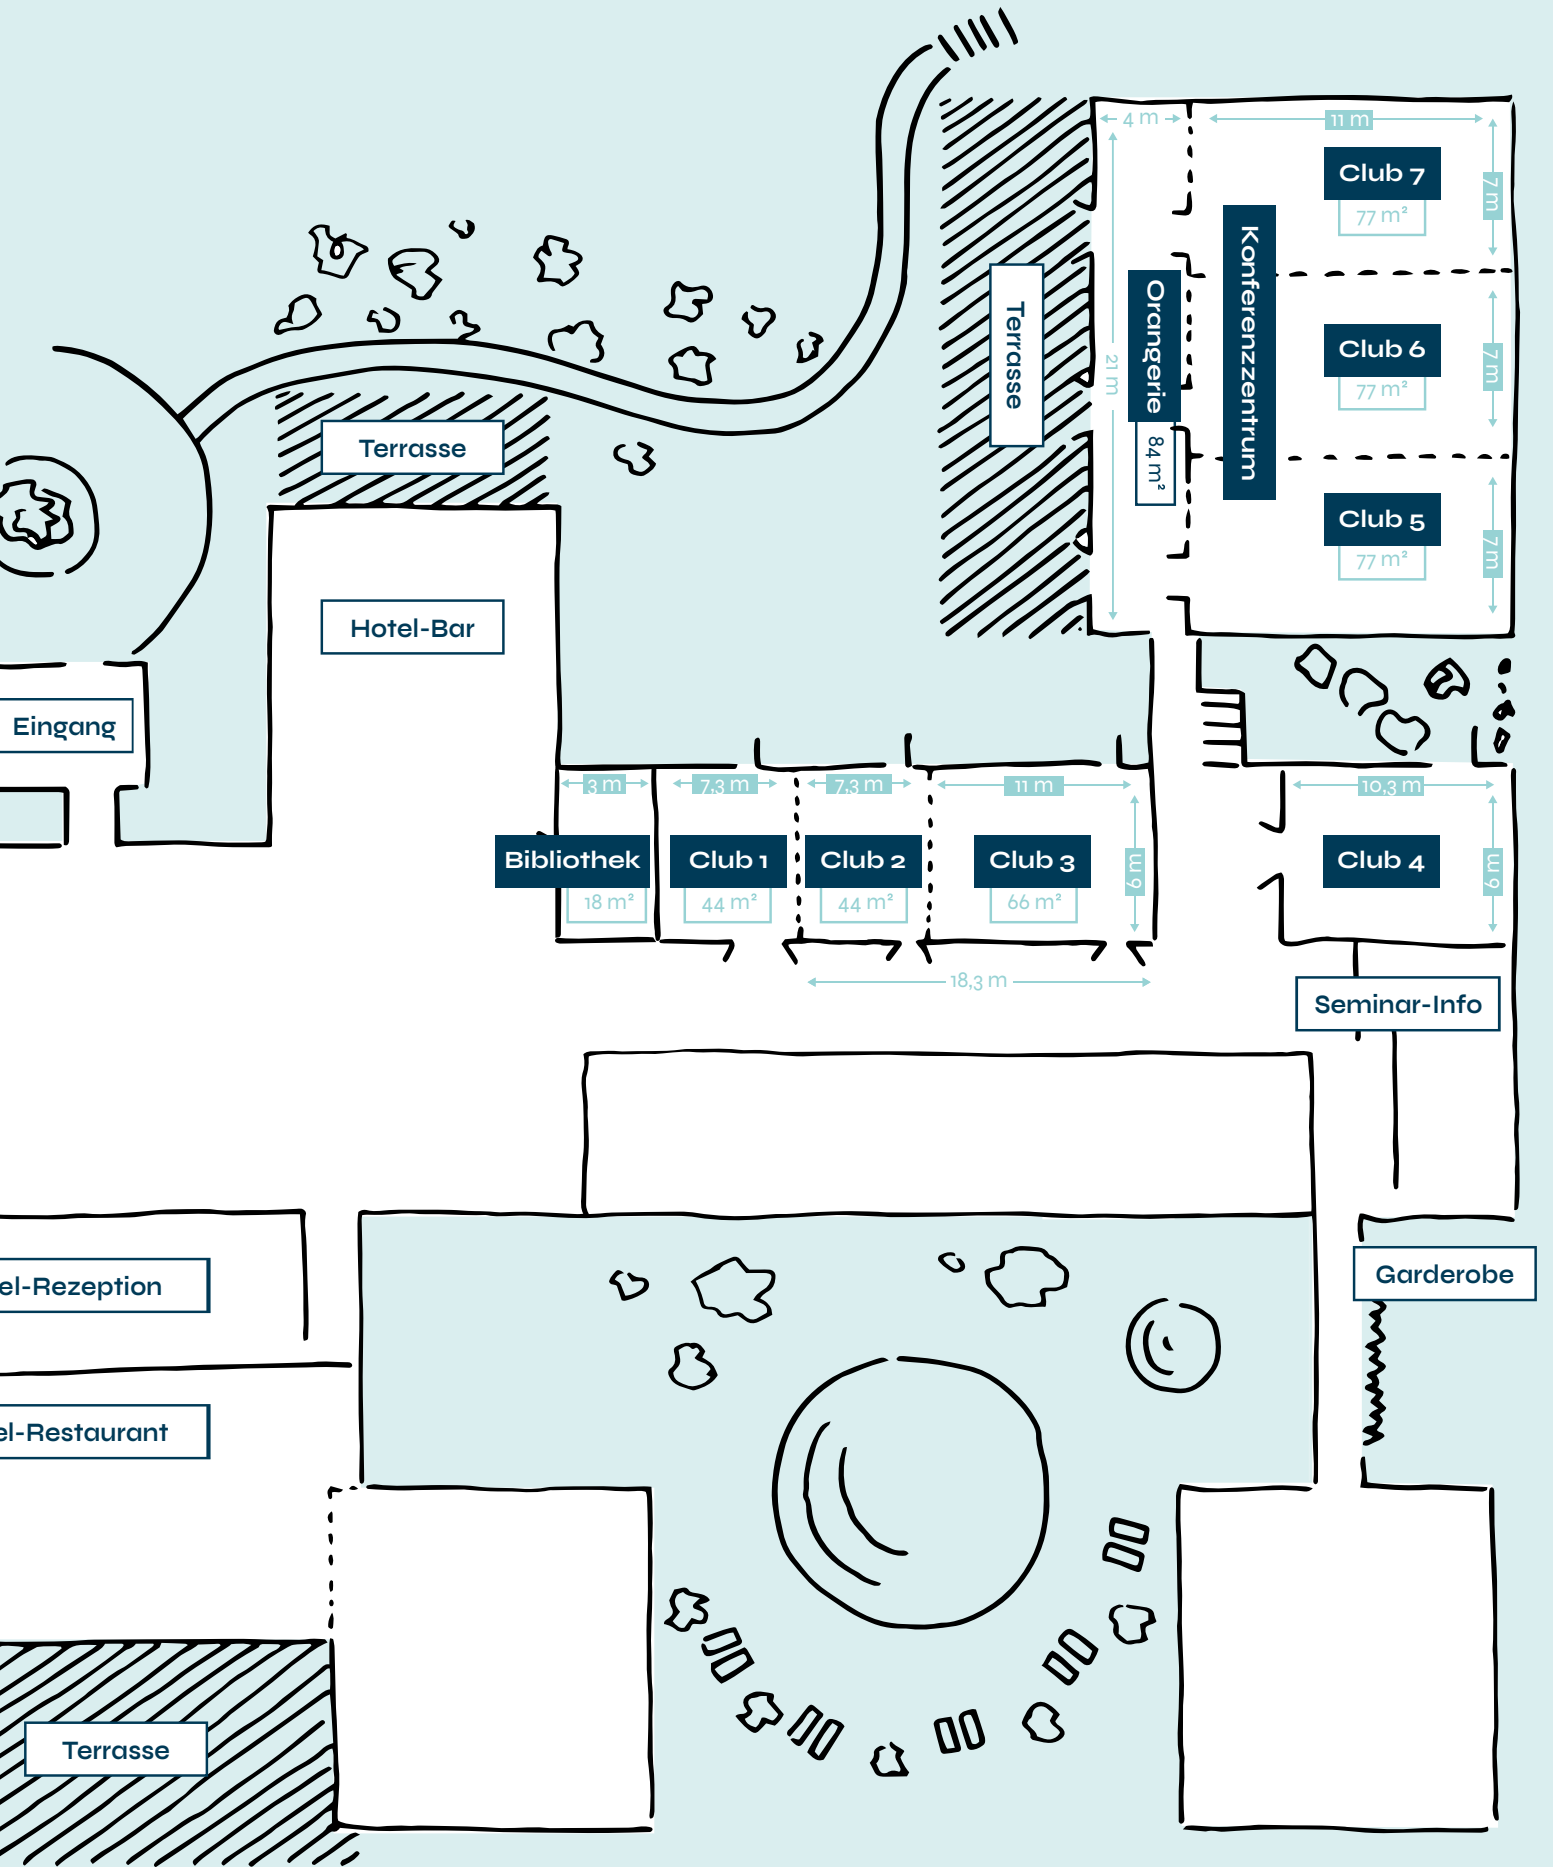 4 m
11 m
Club 7
77 m²
7 m
Konferenzzentrum
Orangerie
84 m²
21 m
Terrasse
Club 6
77 m²
7 m
Terrasse
Club 5
77 m²
7 m
Hotel-Bar
Eingang
3 m
7,3 m
7,3 m
11 m
10,3 m
Bibliothek
18 m²
Club 1
44 m²
Club 2
44 m²
Club 3
66 m²
6 m
Club 4
6 m
18,3 m
Seminar-Info
el-Rezeption
Garderobe
el-Restaurant
Terrasse